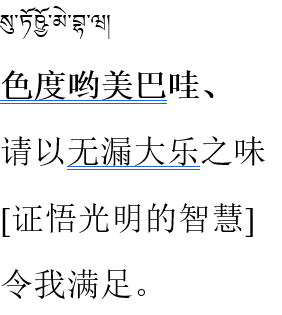 སུ་ཏོ་ཥྱོ་མེ་བྷ་ཝ།
色度哟美巴哇、
请以无漏大乐之味
[证悟光明的智慧]
令我满足。